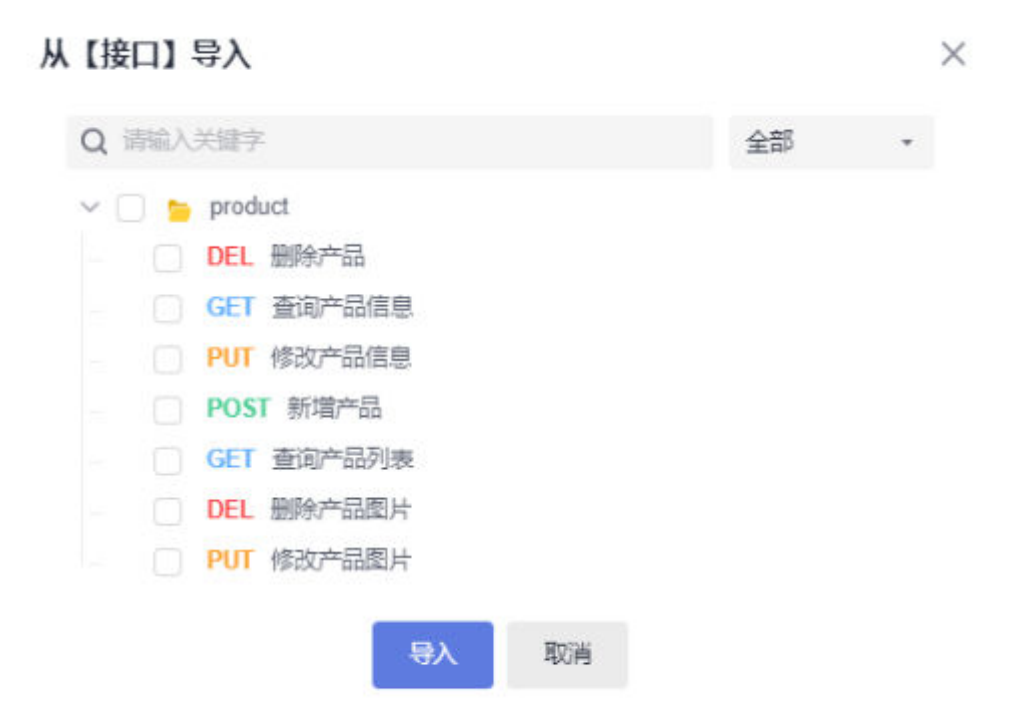 从【接口】导入
请输入关键字
全部
product
DEL 删除产品
GET 查询产品信息
PUT 修改产品信息
POST 新增产品
GET 查询产品列表
DEL 删除产品图片
PUT 修改产品图片
导入 取消